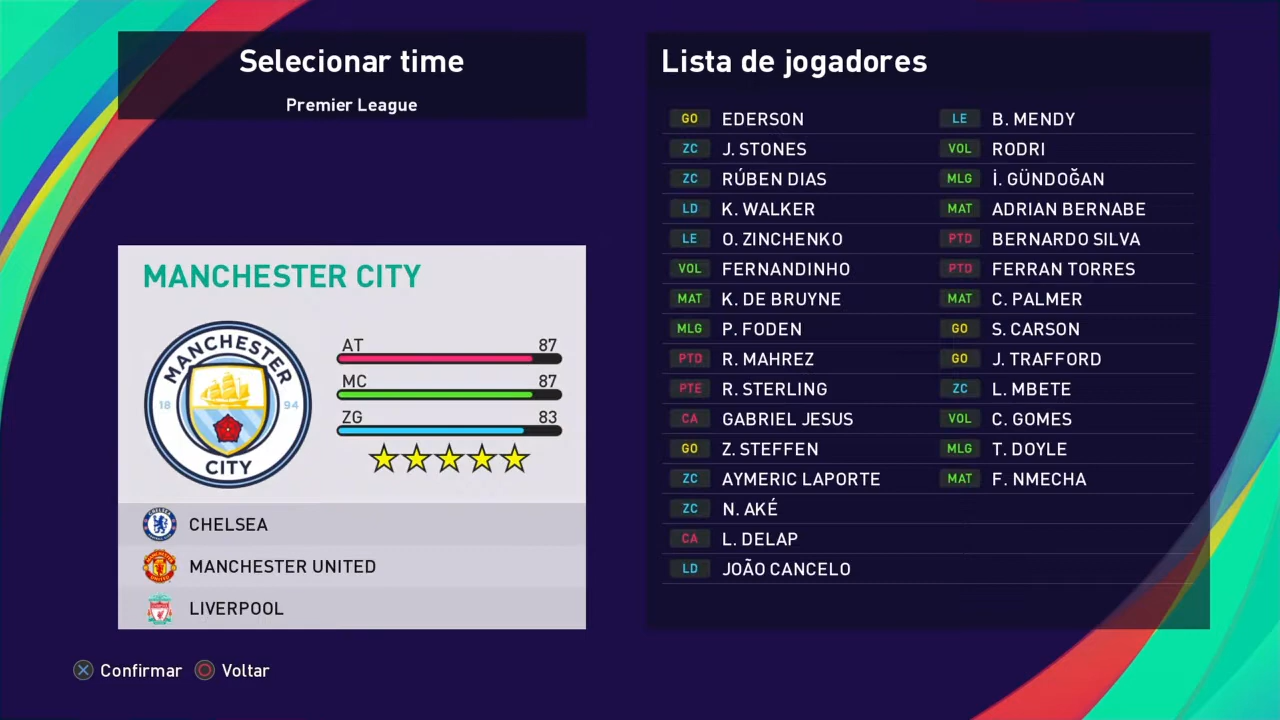 Selecionar time
Premier League
MANCHESTER CITY
MANCHESTER
18 94
CITY
AT 87
MC 87
ZG 83
CHELSEA
MANCHESTER UNITED
LIVERPOOL
Lista de jogadores
GO EDERSON
ZC J. STONES
ZC RÚBEN DIAS
LD K. WALKER
LE O. ZINCHENKO
VOL FERNANDINHO
MAT K. DE BRUYNE
MLG P. FODEN
PTD R. MAHREZ
PTE R. STERLING
CA GABRIEL JESUS
GO Z. STEFFEN
ZC AYMERIC LAPORTE
ZC N. AKÉ
CA L. DELAP
LD JOÃO CANCELO
LE B. MENDY
VOL RODRI
MLG İ. GÜNDOĞAN
MAT ADRIAN BERNABE
PTD BERNARDO SILVA
PTD FERRAN TORRES
MAT C. PALMER
GO S. CARSON
GO J. TRAFFORD
ZC L. MBETE
VOL C. GOMES
MLG T. DOYLE
MAT F. NMECHA
Confirmar Voltar